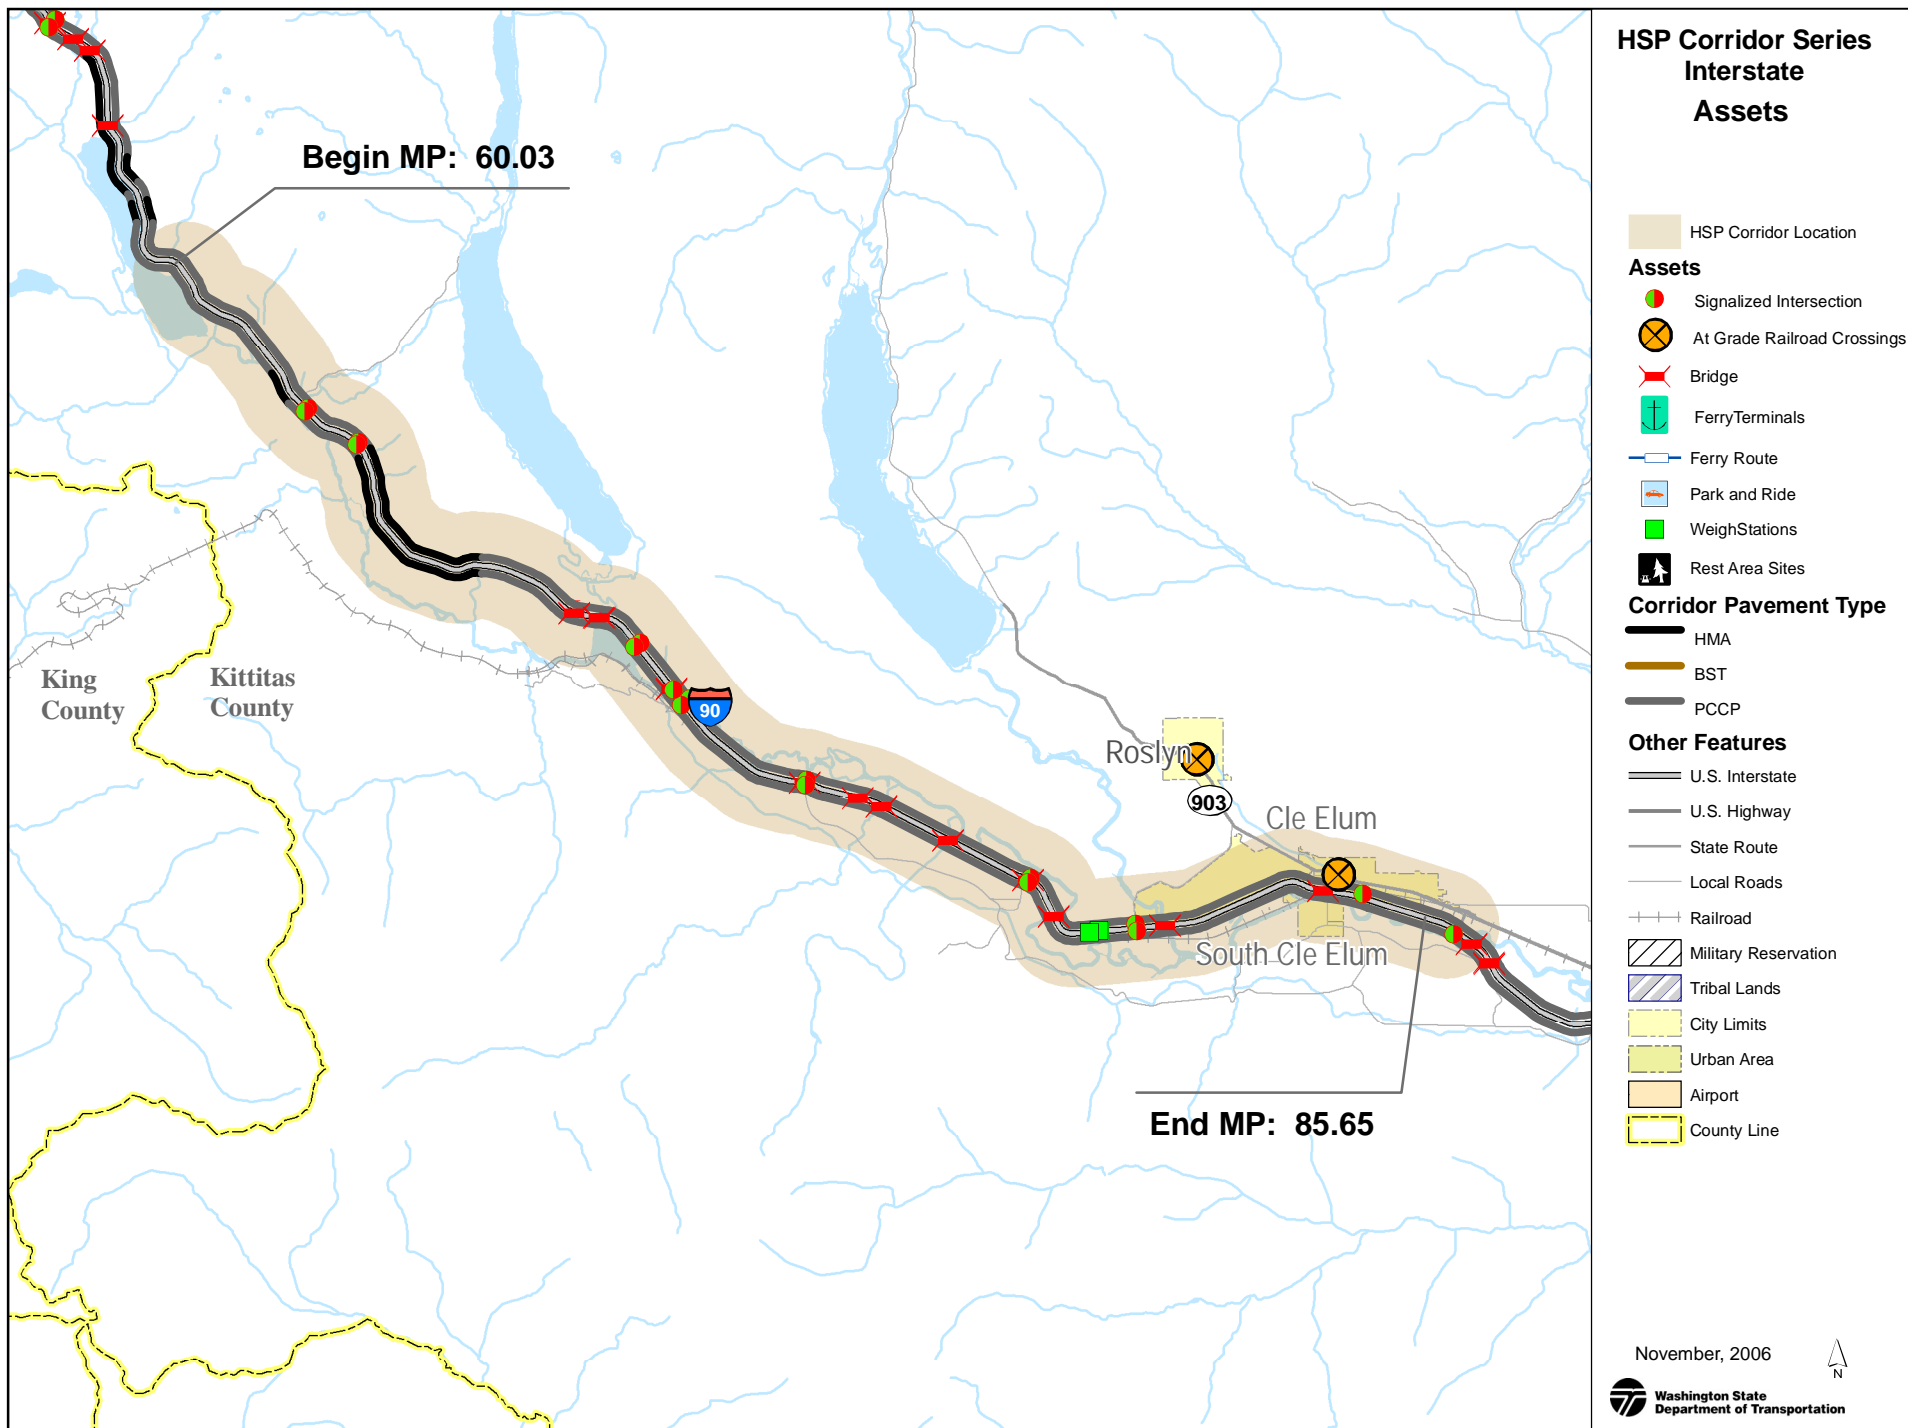 HSP Corridor Series
Interstate
Assets
Begin MP: 60.03
King
County
Kittitas
County
90
Roslyn
903
Cle Elum
South Cle Elum
End MP: 85.65
HSP Corridor Location
Assets
Signalized Intersection
At Grade Railroad Crossings
Bridge
FerryTerminals
Ferry Route
Park and Ride
WeighStations
Rest Area Sites
Corridor Pavement Type
HMA
BST
PCCP
Other Features
U.S. Interstate
U.S. Highway
State Route
Local Roads
Railroad
Military Reservation
Tribal Lands
City Limits
Urban Area
Airport
County Line
November, 2006
N
Washington State
Department of Transportation